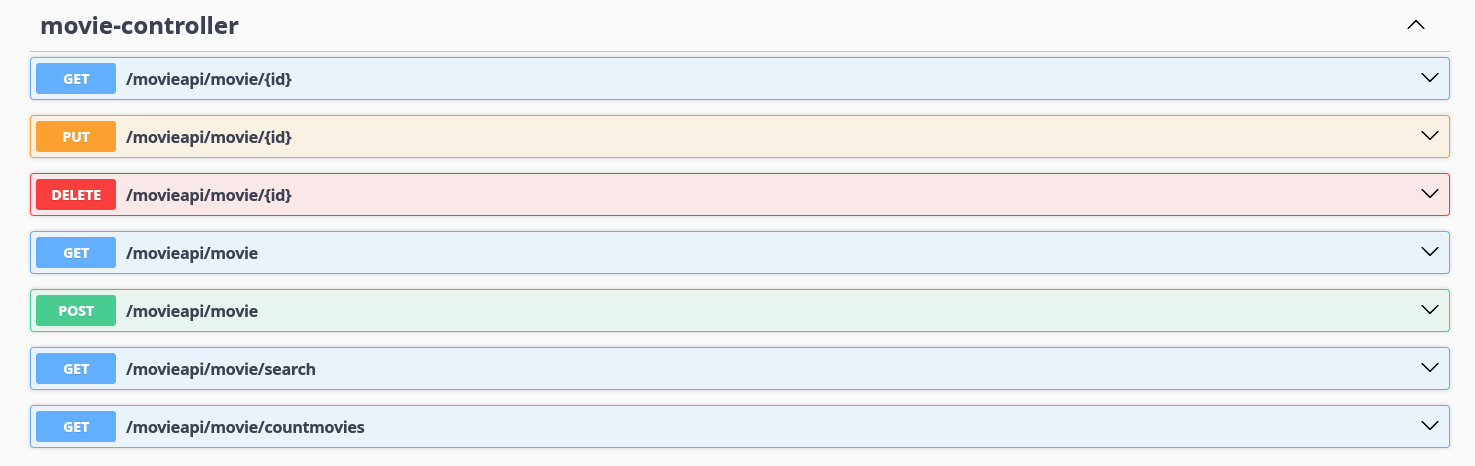 movie-controller
GET /movieapi/movie/{id}
PUT /movieapi/movie/{id}
DELETE /movieapi/movie/{id}
GET /movieapi/movie
POST /movieapi/movie
GET /movieapi/movie/search
GET /movieapi/movie/countmovies